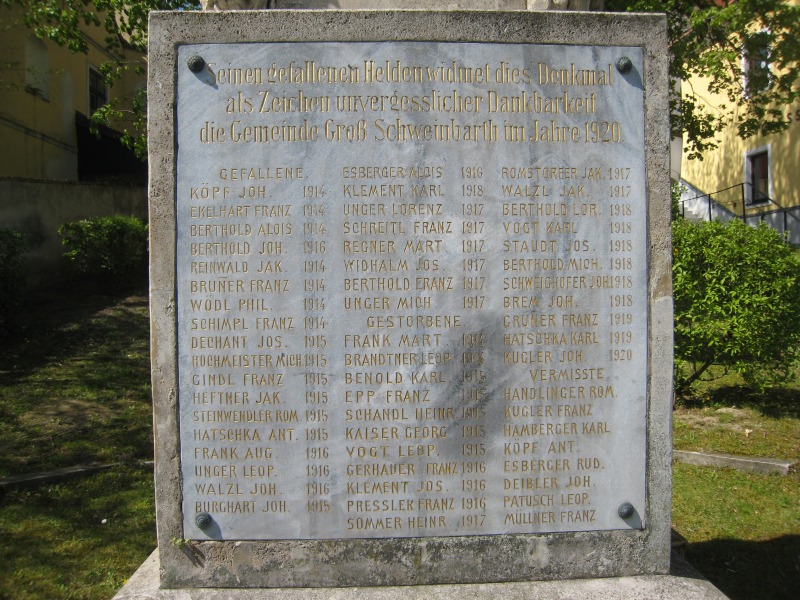 Seinen gefallenen Helden widmet dies Denkmal
als Zeichen unvergesslicher Dankbarkeit
die Gemeinde Groß Schweinbarth im Jahre 1920.
GEFALLENE.
KÖPF JOH. 1914
EKELHART FRANZ 1914
BERTHOLD ALOIS 1914
BERTHOLD JOH. 1916
REINWALD JAK. 1914
BRUNER FRANZ 1914
WÖDL PHIL. 1914
SCHIMPL FRANZ 1914
DECHANT JOS. 1915
HOCHMEISTER MICH 1915
GINDL FRANZ 1915
HEFTNER JAK. 1915
STEINWENDLER ROM. 1915
HATSCHKA ANT. 1915
FRANK AUG. 1916
UNGER LEOP. 1916
WALZL JOH. 1916
BURGHART JOH. 1915
ESBERGER ALOIS 1916
KLEMENT KARL 1918
UNGER LORENZ 1917
SCHREITL FRANZ 1917
REGNER MART 1917
WIDHALM JOS. 1917
BERTHOLD FRANZ 1917
UNGER MICH 1917
GESTORBENE
FRANK MART
BRANDTNER LEOP.
BENOLD KARL 1915
EPP FRANZ 1915
SCHANDL HEINR 1915
KAISER GEORG 1915
VOGT LEOP. 1915
GERHAUER FRANZ 1916
KLEMENT JOS. 1916
PRESSLER FRANZ 1916
SOMMER HEINR. 1917
ROMSTORFER JAK. 1917
WALZL JAK. 1917
BERTHOLD LOR. 1918
VOGT KARL 1918
STAUDT JOS. 1918
BERTHOLD MICH. 1918
SCHWEIGHOFER JOH. 1918
BREM JOH. 1918
GRUNER FRANZ 1919
HATSCHKA KARL 1919
KUGLER JOH. 1920
VERMISSTE.
HANDLINGER ROM.
KUGLER FRANZ
HAMBERGER KARL
KÖPF ANT.
ESBERGER RUD.
DEIBLER JOH.
PATUSCH LEOP.
MÜLLNER FRANZ